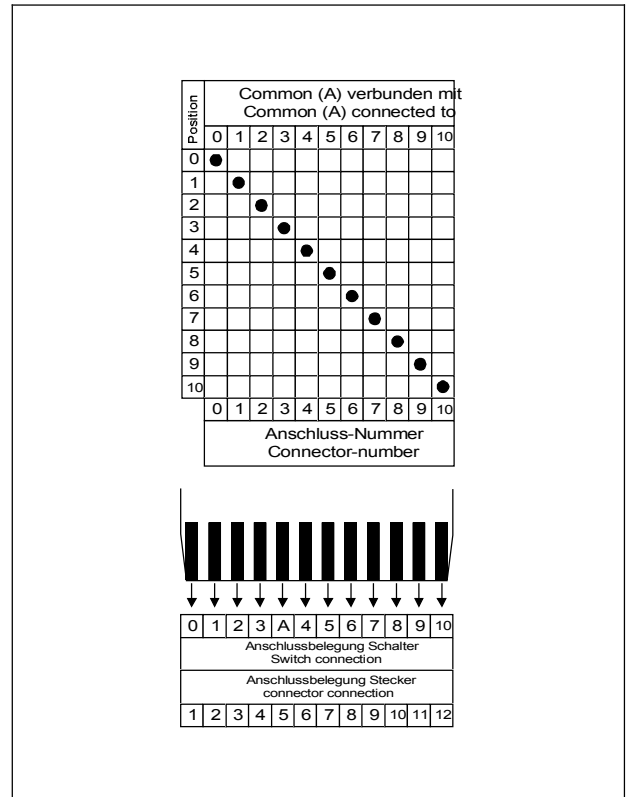 Position
Common (A) verbunden mit
Common (A) connected to
0 1 2 3 4 5 6 7 8 9 10
0
1
2
3
4
5
6
7
8
9
10
0 1 2 3 4 5 6 7 8 9 10
Anschluss-Nummer
Connector-number
0 1 2 3 A 4 5 6 7 8 9 10
Anschlussbelegung Schalter
Switch connection
Anschlussbelegung Stecker
connector connection
1 2 3 4 5 6 7 8 9 10 11 12